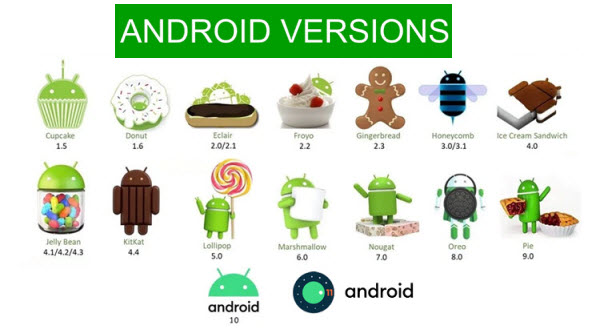 ANDROID VERSIONS
Cupcake Donut Eclair Froyo Gingerbread Honeycomb Ice Cream Sandwich
1.5 1.6 2.0/2.1 2.2 2.3 3.0/3.1 4.0
Jelly Bean KitKat Lollipop Marshmallow Nougat Oreo Pie
4.1/4.2/4.3 4.4 5.0 6.0 7.0 8.0 9.0
android 11 android
10